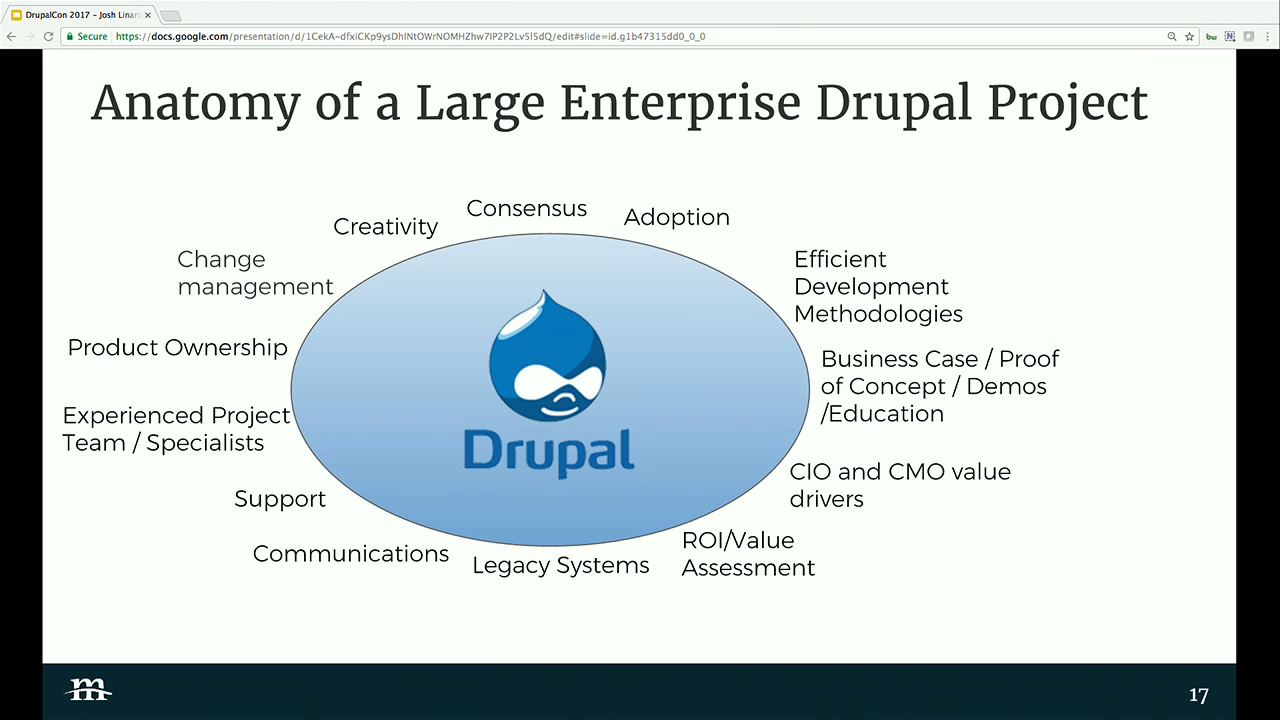 DrupalCon 2017 - Josh Linar
Secure
https://docs.google.com/presentation/d/1CekA-dfxiCKp9ysDhINtOWrNOMHZhw7IP2P2Lv5I5dQ/edit#slide=id.g1b47315dd0_0_0
Anatomy of a Large Enterprise Drupal Project
Consensus
Creativity
Adoption
Change
management
Efficient
Development
Methodologies
Product Ownership
Business Case / Proof
of Concept / Demos
/Education
Experienced Project
Team / Specialists
Drupal
CIO and CMO value
drivers
Support
Communications
Legacy Systems
ROI/Value
Assessment
m
17